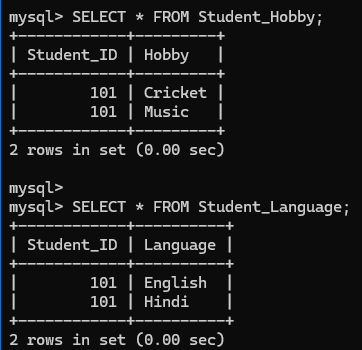 mysql> SELECT * FROM Student_Hobby;
+------------+---------+
| Student_ID | Hobby   |
+------------+---------+
|        101 | Cricket |
|        101 | Music   |
+------------+---------+
2 rows in set (0.00 sec)

mysql>
mysql> SELECT * FROM Student_Language;
+------------+----------+
| Student_ID | Language |
+------------+----------+
|        101 | English  |
|        101 | Hindi    |
+------------+----------+
2 rows in set (0.00 sec)